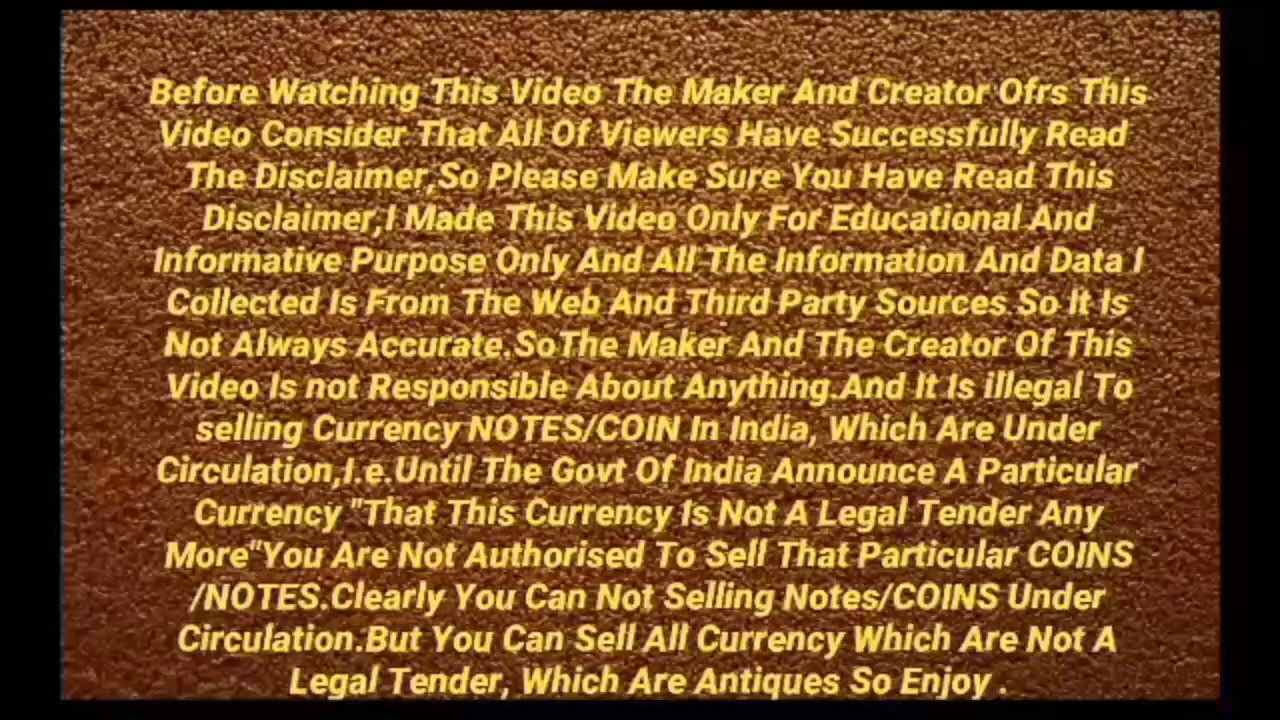 Before Watching This Video The Maker And Creator Ofrs This
Video Consider That All Of Viewers Have Successfully Read
The Disclaimer,So Please Make Sure You Have Read This
Disclaimer,I Made This Video Only For Educational And
Informative Purpose Only And All The Information And Data I
Collected Is From The Web And Third Party Sources So It Is
Not Always Accurate.SoThe Maker And The Creator Of This
Video Is not Responsible About Anything.And It Is illegal To
selling Currency NOTES/COIN In India, Which Are Under
Circulation,I.e.Until The Govt Of India Announce A Particular
Currency "That This Currency Is Not A Legal Tender Any
More"You Are Not Authorised To Sell That Particular COINS
/NOTES.Clearly You Can Not Selling Notes/COINS Under
Circulation.But You Can Sell All Currency Which Are Not A
Legal Tender, Which Are Antiques So Enjoy .